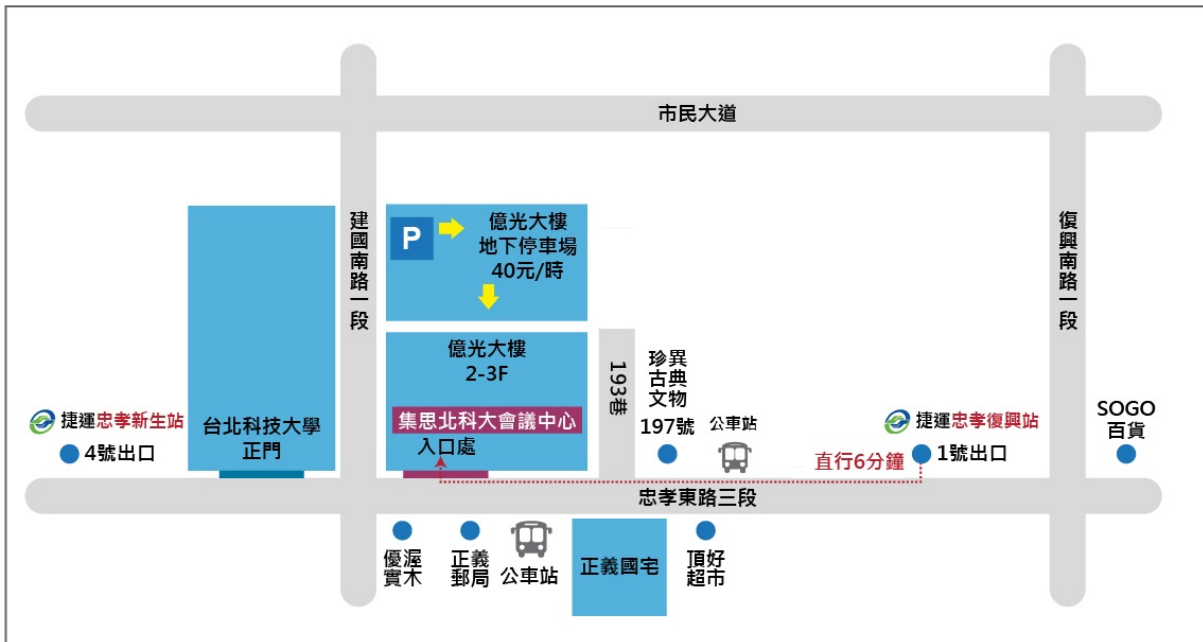 市民大道
建國南路一段
復興南路一段
P
億光大樓
地下停車場
40元/時
億光大樓
2-3F
集思北科大會議中心
入口處
193巷
珍異
古典
文物
197號
公車站
捷運忠孝新生站
4號出口
台北科技大學
正門
捷運忠孝復興站
1號出口
直行6分鐘
SOGO
百貨
忠孝東路三段
優渥
實木
正義
郵局
公車站
正義國宅
頂好
超市